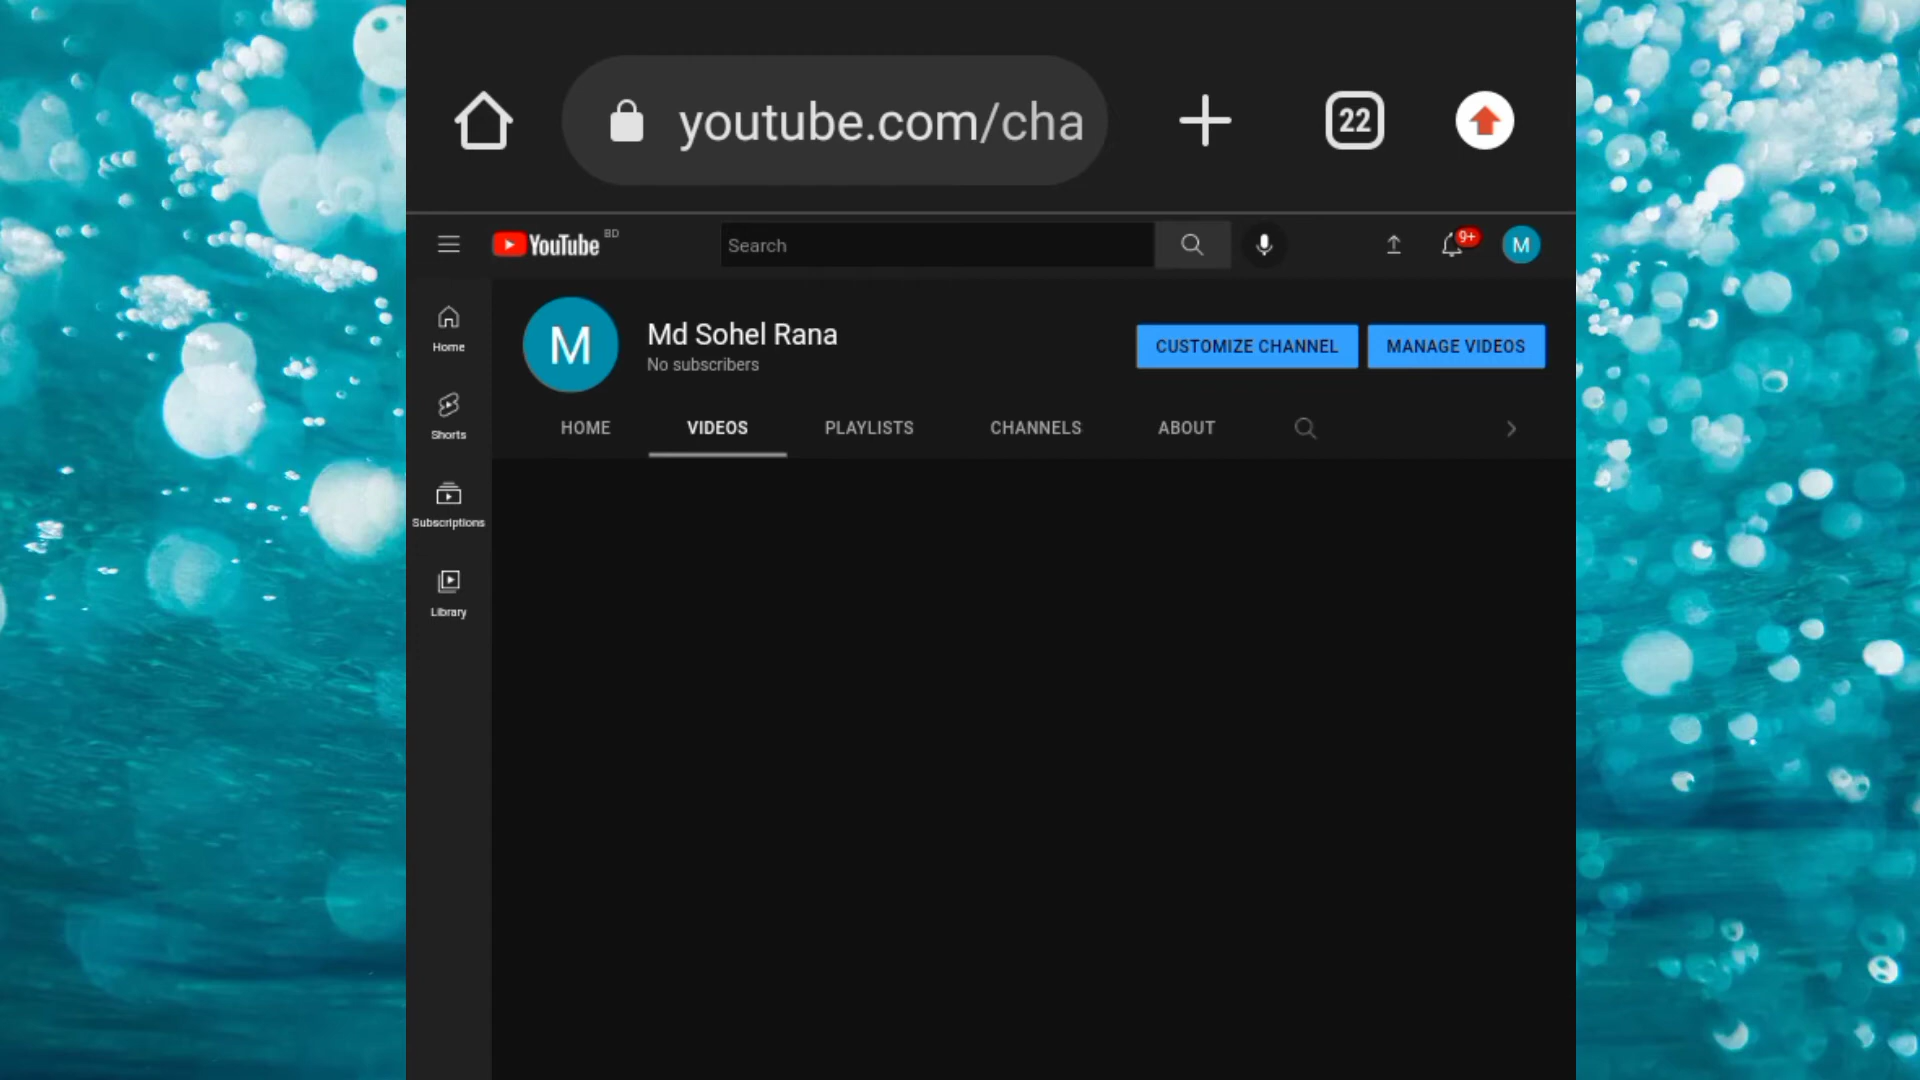 youtube.com/cha
22
YouTube BD
Search
9+
M
Home
Shorts
Subscriptions
Library
M
Md Sohel Rana
No subscribers
CUSTOMIZE CHANNEL
MANAGE VIDEOS
HOME
VIDEOS
PLAYLISTS
CHANNELS
ABOUT